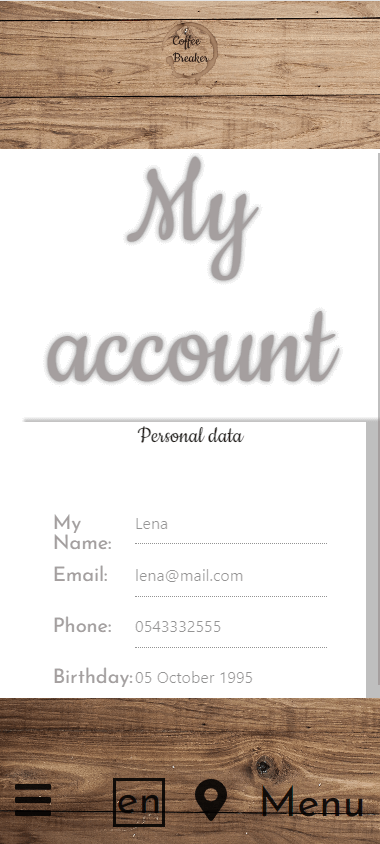 Coffee
Breaker
My
account
Personal data
My
Name:
Lena
Email:
lena@mail.com
Phone:
0543332555
Birthday:
05 October 1995
en
Menu